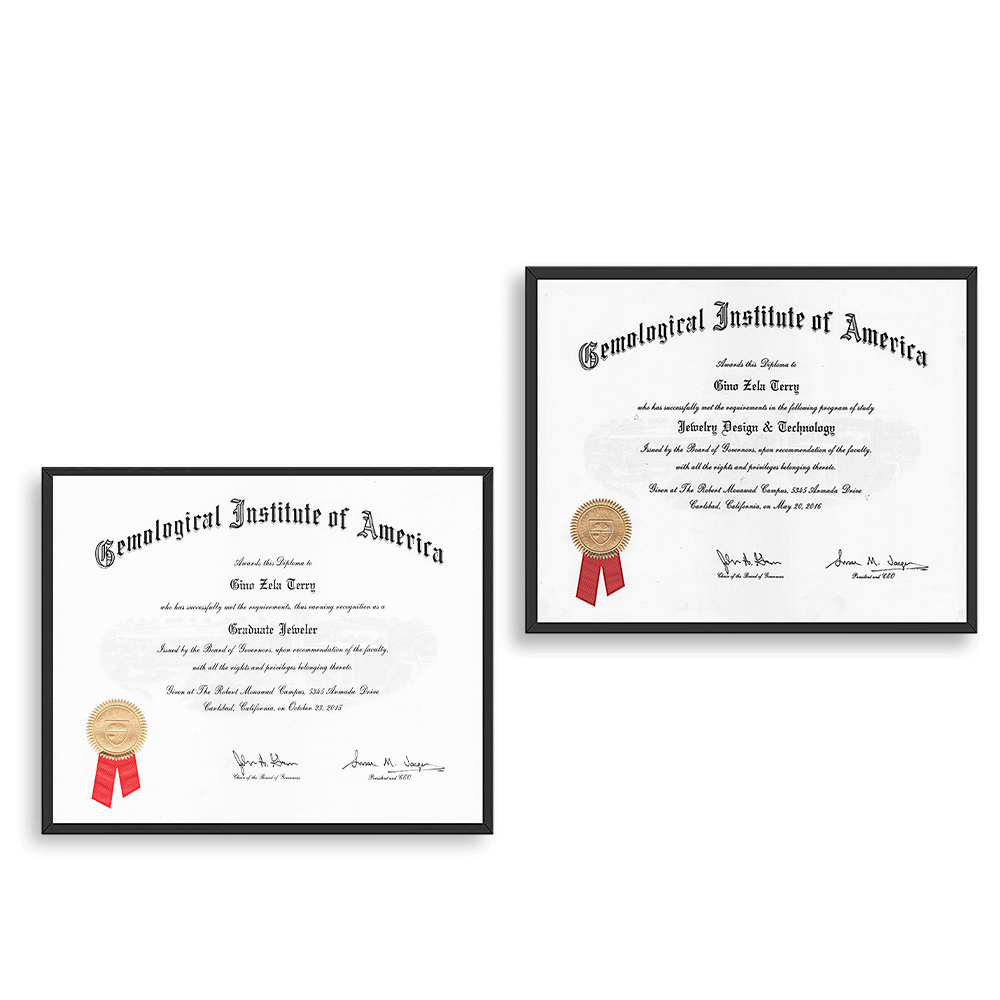 Gemological Institute of America
Awards this Diploma to
Gino Zela Terry
who has successfully met the requirements, thus earning recognition as a
Graduate Jeweler
Issued by the Board of Governors, upon recommendation of the faculty,
with all the rights and privileges belonging thereto.
Given at The Robert Mouawad Campus, 5345 Armada Drive
Carlsbad, California, on October 23, 2015
Chair of the Board of Governors
President and CEO
Gemological Institute of America
Awards this Diploma to
Gino Zela Terry
who has successfully met the requirements in the following program of study
Jewelry Design & Technology
Issued by the Board of Governors, upon recommendation of the faculty,
with all the rights and privileges belonging thereto.
Given at The Robert Mouawad Campus, 5345 Armada Drive
Carlsbad, California, on May 20, 2016
Susan M. Jacques
Chair of the Board of Governors
President and CEO